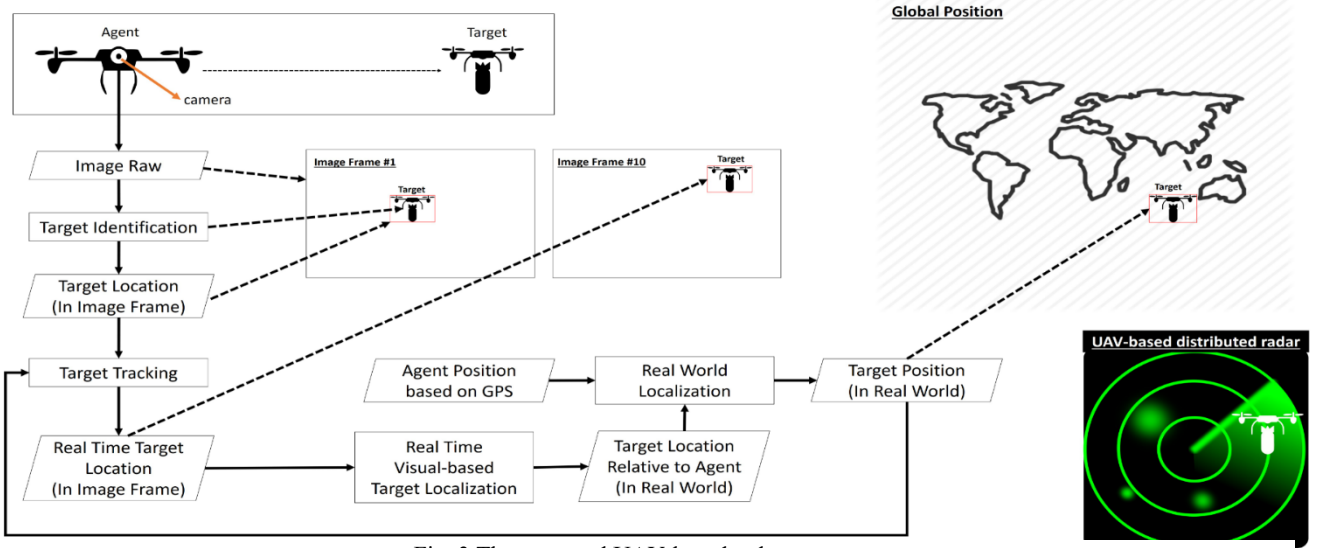 Global Position
Agent
Target
camera
Image Raw
Image Frame #1
Image Frame #10
Target
Target
Target Identification
Target
Target Location
(In Image Frame)
UAV-based distributed radar
Target Tracking
Agent Position
based on GPS
Real World
Localization
Target Position
(In Real World)
Real Time Target
Location
(In Image Frame)
Real Time
Visual-based
Target Localization
Target Location
Relative to Agent
(In Real World)